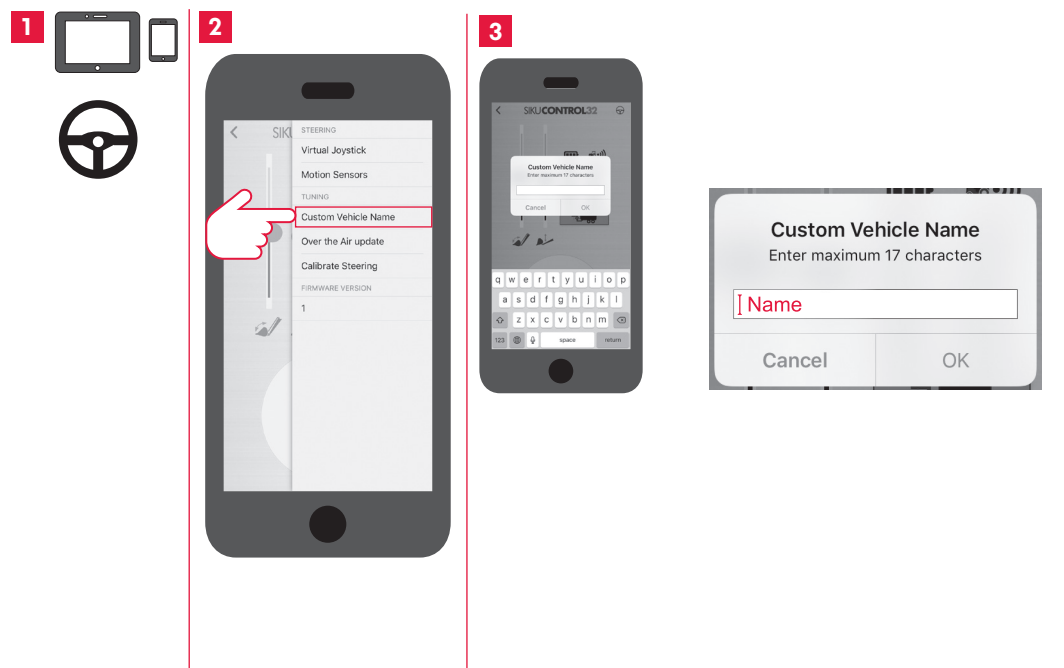 1
2
SIKU
STEERING
Virtual Joystick
Motion Sensors
TUNING
Custom Vehicle Name
Over the Air update
Calibrate Steering
FIRMWARE VERSION
1
3
SIKUCONTROL32
Custom Vehicle Name
Enter maximum 17 characters
Cancel OK
q w e r t y u i o p
a s d f g h j k l
z x c v b n m
123 space return
Custom Vehicle Name
Enter maximum 17 characters
Name
Cancel OK